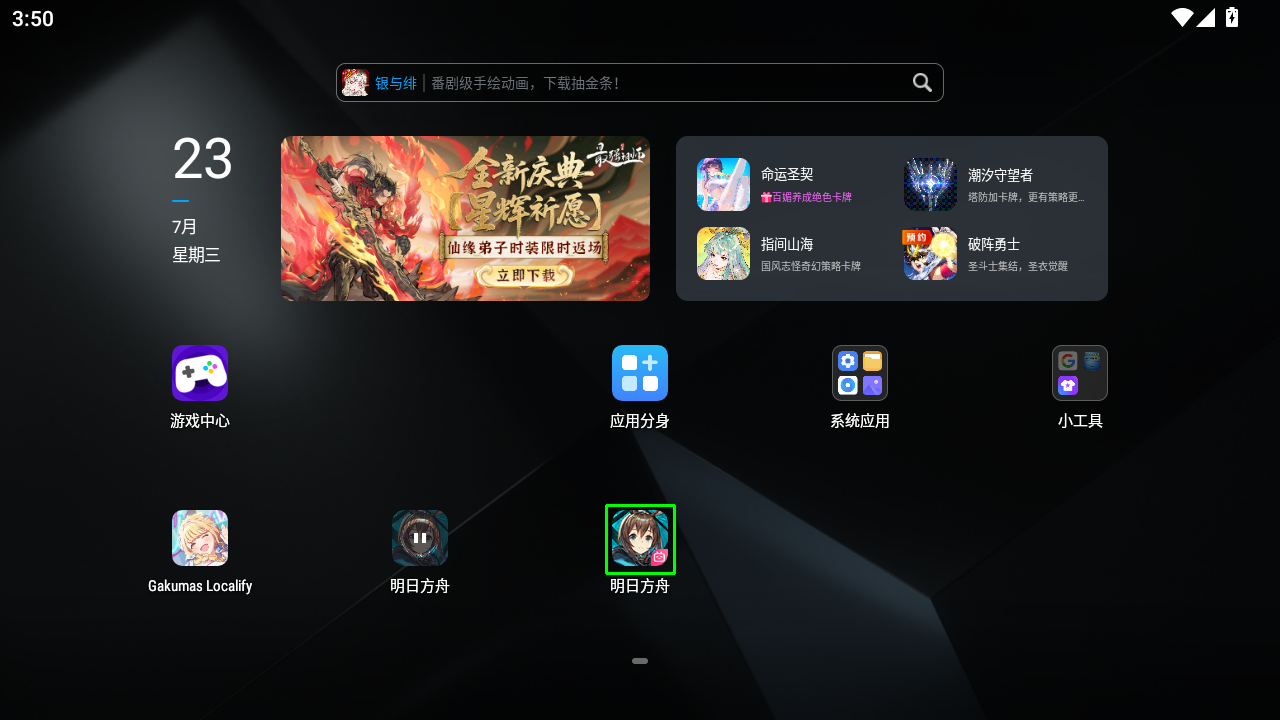 3:50
银与绯 | 番剧级手绘动画，下载抽金条！
23
7月
星期三
最强祖师
全新庆典
【星辉祈愿】
仙缘弟子时装限时返场
立即下载
命运圣契
百媚养成绝色卡牌
潮汐守望者
塔防加卡牌，更有策略更...
指间山海
国风志怪奇幻策略卡牌
预约
破阵勇士
圣斗士集结，圣衣觉醒
游戏中心
应用分身
系统应用
小工具
Gakumas Localify
明日方舟
明日方舟